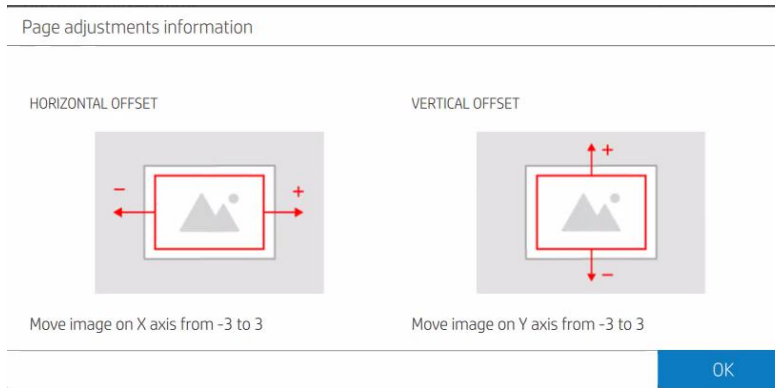 Page adjustments information
HORIZONTAL OFFSET
VERTICAL OFFSET
-
+
+
-
Move image on X axis from -3 to 3
Move image on Y axis from -3 to 3
OK